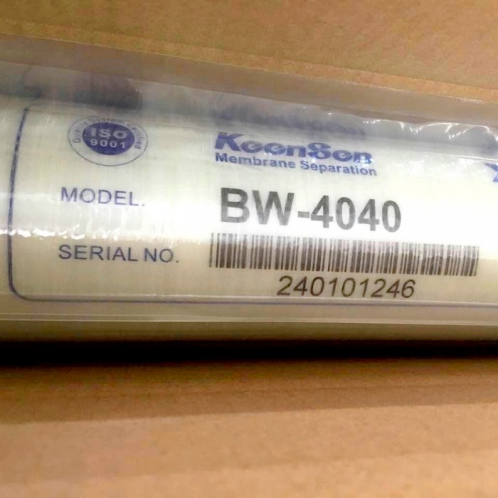 ISO
9001
KeenSen
Membrane Separation
MODEL.
BW-4040
SERIAL NO.
240101246